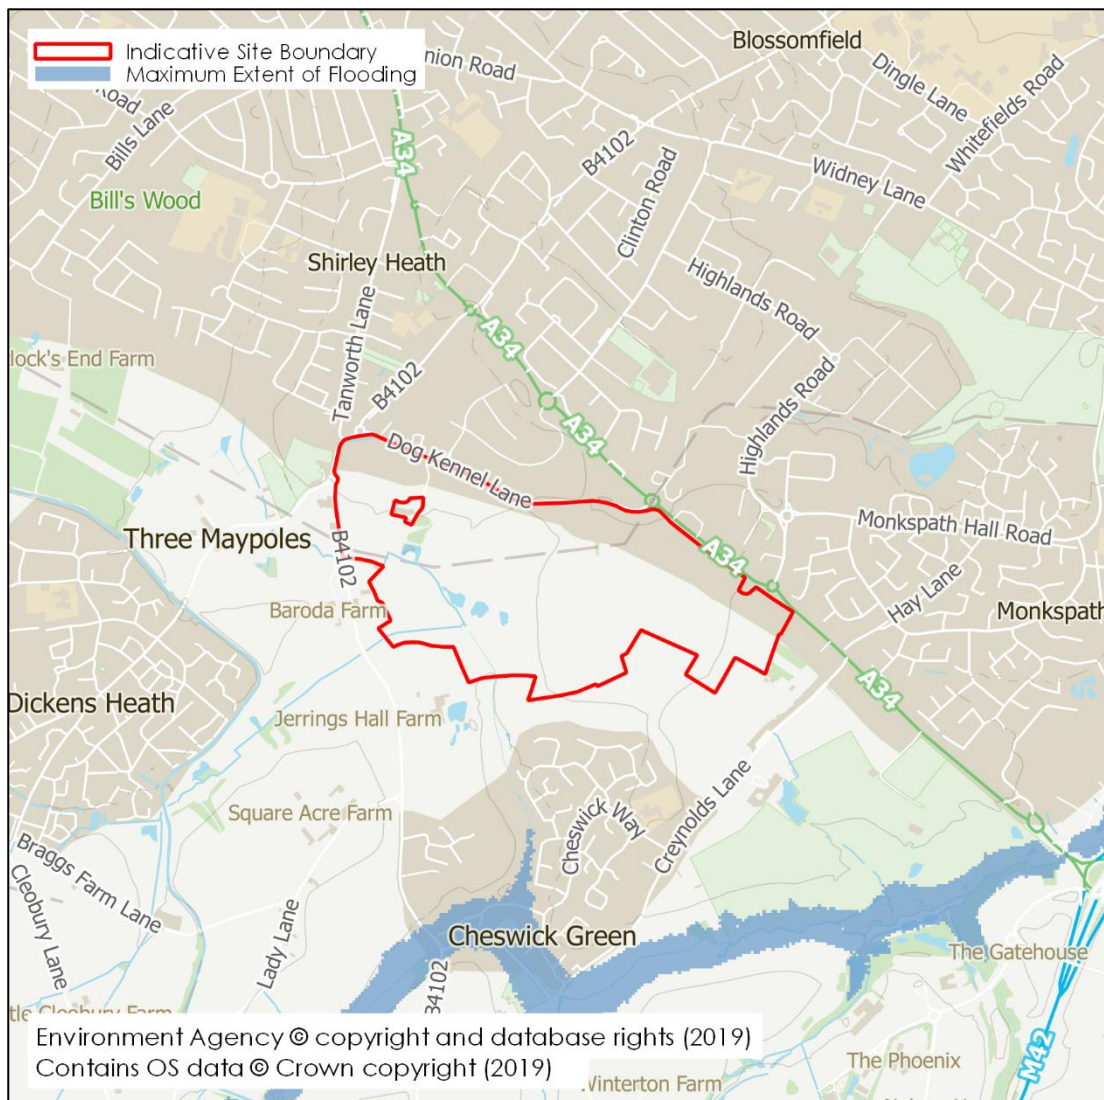 Indicative Site Boundary
Maximum Extent of Flooding
Blossomfield
Dingle Lane
Whitefields Road
Road
Road
Bills Lane
A34
B4102
Widney Lane
Bill's Wood
Clinton Road
Shirley Heath
Highlands Road
A34
Tanworth Lane
B4102
End Farm
A34
Highlands Road
Dog Kennel Lane
Monkspath Hall Road
Three Maypoles
B4102
A34
Hay Lane
Baroda Farm
Monkspath
Dickens Heath
Jerrings Hall Farm
A34
Square Acre Farm
Cheswick Way
Creynolds Lane
Braggs Farm Lane
Cleobury Lane
Lady Lane
Cheswick Green
The Gatehouse
B4102
Cleobury Farm
Environment Agency © copyright and database rights (2019)
Contains OS data © Crown copyright (2019)
The Phoenix
M42
Winterton Farm